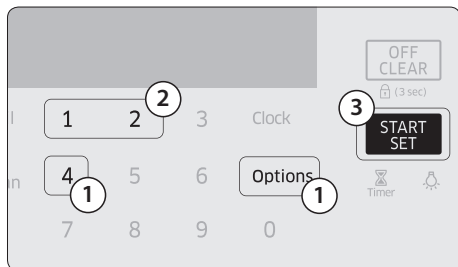 OFF
CLEAR
(3 sec)
2
3
l 1 2 3 Clock
START
SET
an 4 5 6 Options
1 1
Timer
7 8 9 0